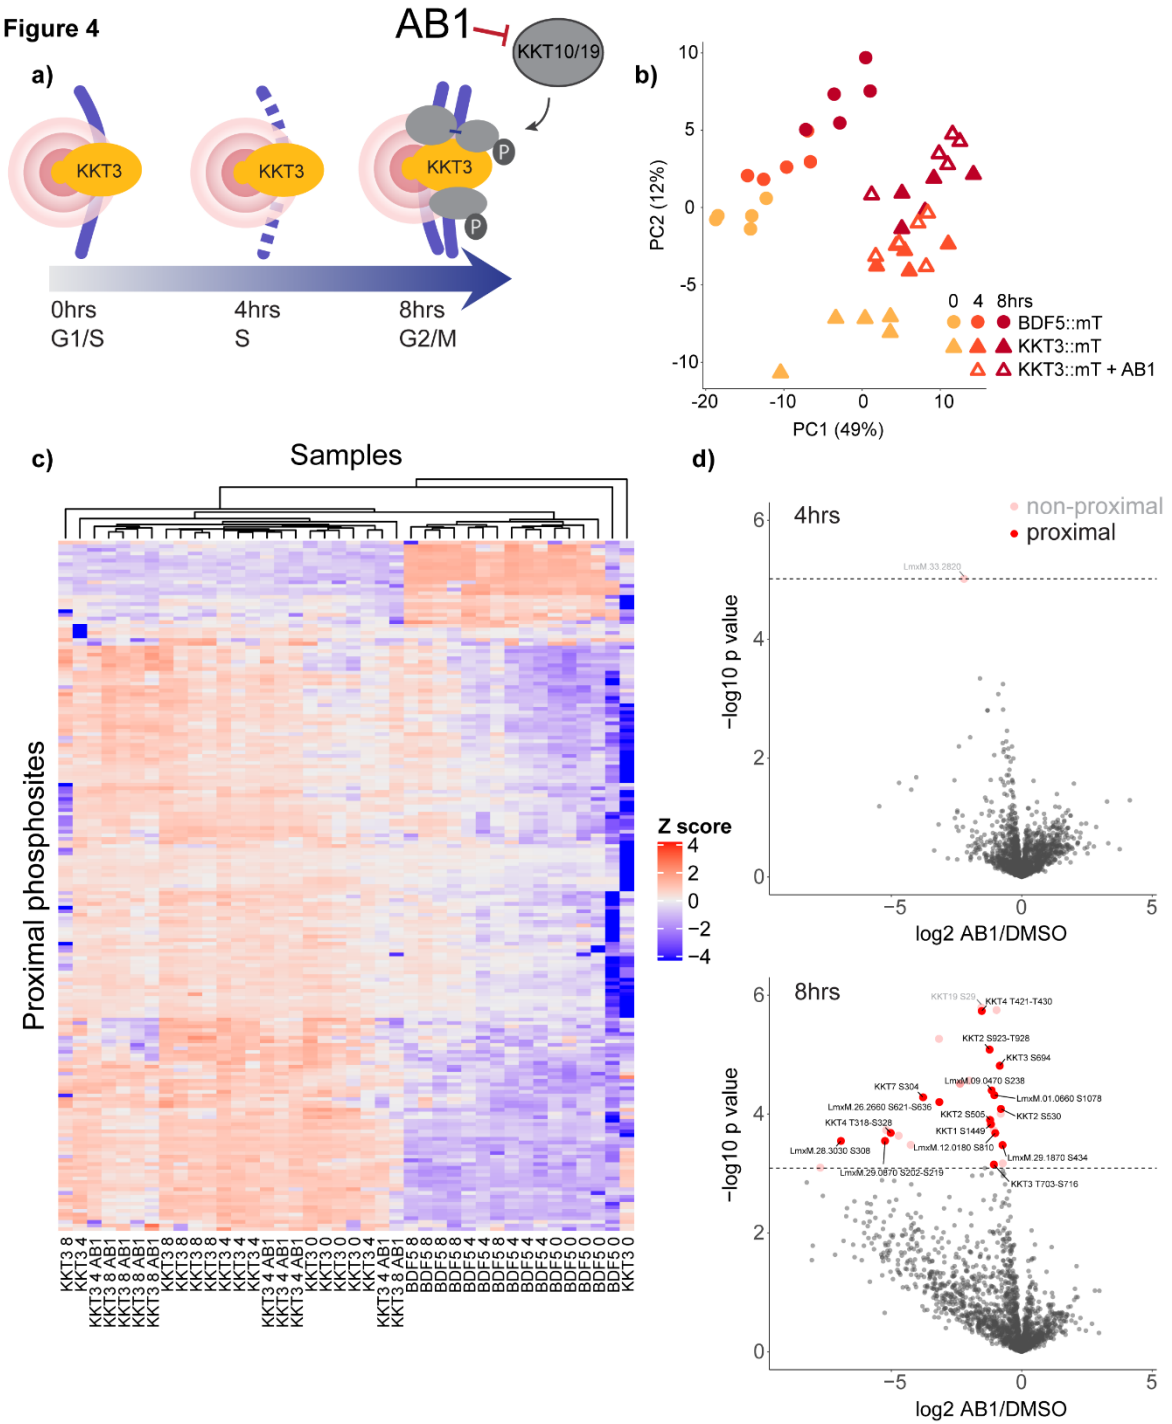 Figure 4
a)
AB1
KKT10/19
P
KKT3
KKT3
KKT3
P
0hrs
4hrs
8hrs
G1/S
S
G2/M
b)
PC2 (12%)
10
5
0
-5
-10
-20
-10
0
10
PC1 (49%)
0 4 8hrs
BDF5::mT
KKT3::mT
KKT3::mT + AB1
c)
Samples
Proximal phosphosites
Z score
4
2
0
−2
−4
KKT3 8
KKT3 4
KKT3 4 AB1
KKT3 8 AB1
KKT3 8 AB1
KKT3 8 AB1
KKT3 8 AB1
KKT3 8
KKT3 8
KKT3 8
KKT3 8
KKT3 4
KKT3 4
KKT3 4
KKT3 4 AB1
KKT3 4 AB1
KKT3 4 AB1
KKT3 0
KKT3 0
KKT3 0
KKT3 0
KKT3 4
KKT3 4 AB1
KKT3 8 AB1
BDF5 8
BDF5 8
BDF5 8
BDF5 8
BDF5 4
BDF5 4
BDF5 8
BDF5 4
BDF5 4
BDF5 4
BDF5 0
BDF5 0
BDF5 0
BDF5 0
BDF5 0
KKT3 0
d)
4hrs
non-proximal
proximal
LmxM.33 2820
−log10 p value
6
4
2
0
−5
0
5
log2 AB1/DMSO
8hrs
−log10 p value
6
4
2
0
KKT19 S29
KKT4 T421-T430
KKT2 S923-T928
KKT3 S694
LmxM.09.0470 S238
KKT7 S304
LmxM.01.0660 S1078
LmxM.26.2660 S621-S636
KKT2 S505
KKT2 S530
KKT4 T318-S328
KKT1 S1449
LmxM.28.3030 S308
LmxM.12.0180 S810
LmxM.29.1870 S434
LmxM.29.0870 S202-S219
KKT3 T703-S716
−5
0
5
log2 AB1/DMSO